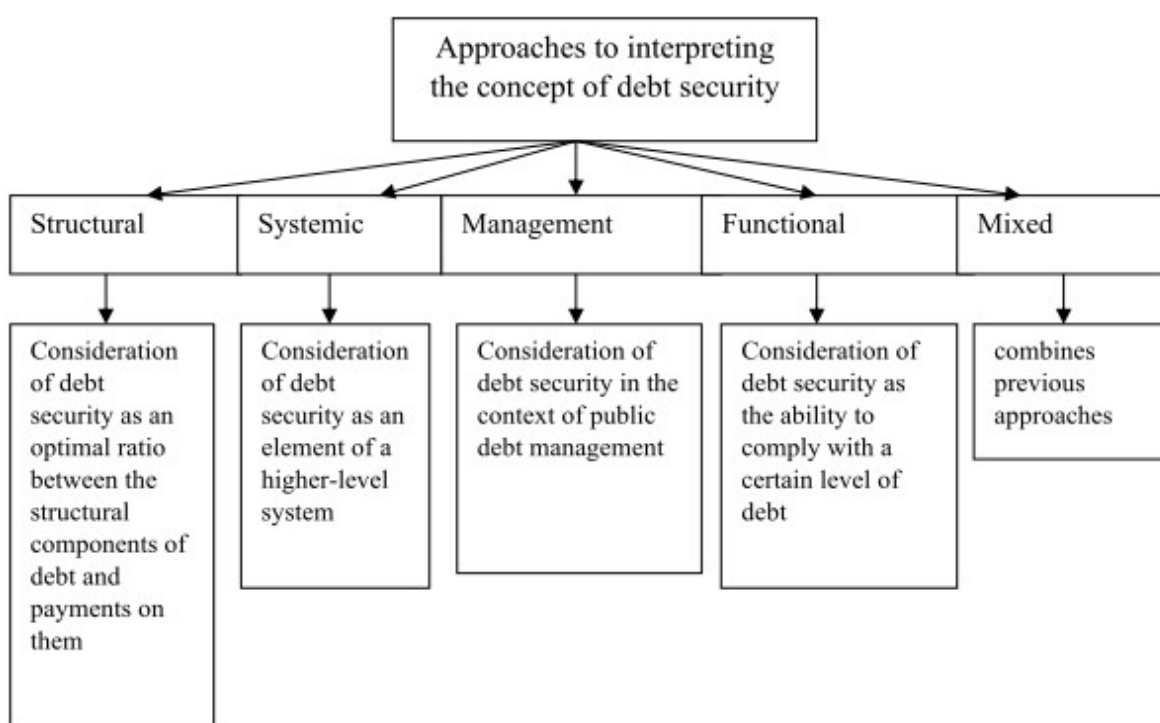 Approaches to interpreting
the concept of debt security
Structural
Systemic
Management
Functional
Mixed
Consideration
of debt
security as an
optimal ratio
between the
structural
components of
debt and
payments on
them
Consideration
of debt
security as an
element of a
higher-level
system
Consideration of
debt security in the
context of public
debt management
Consideration of
debt security as
the ability to
comply with a
certain level of
debt
combines
previous
approaches